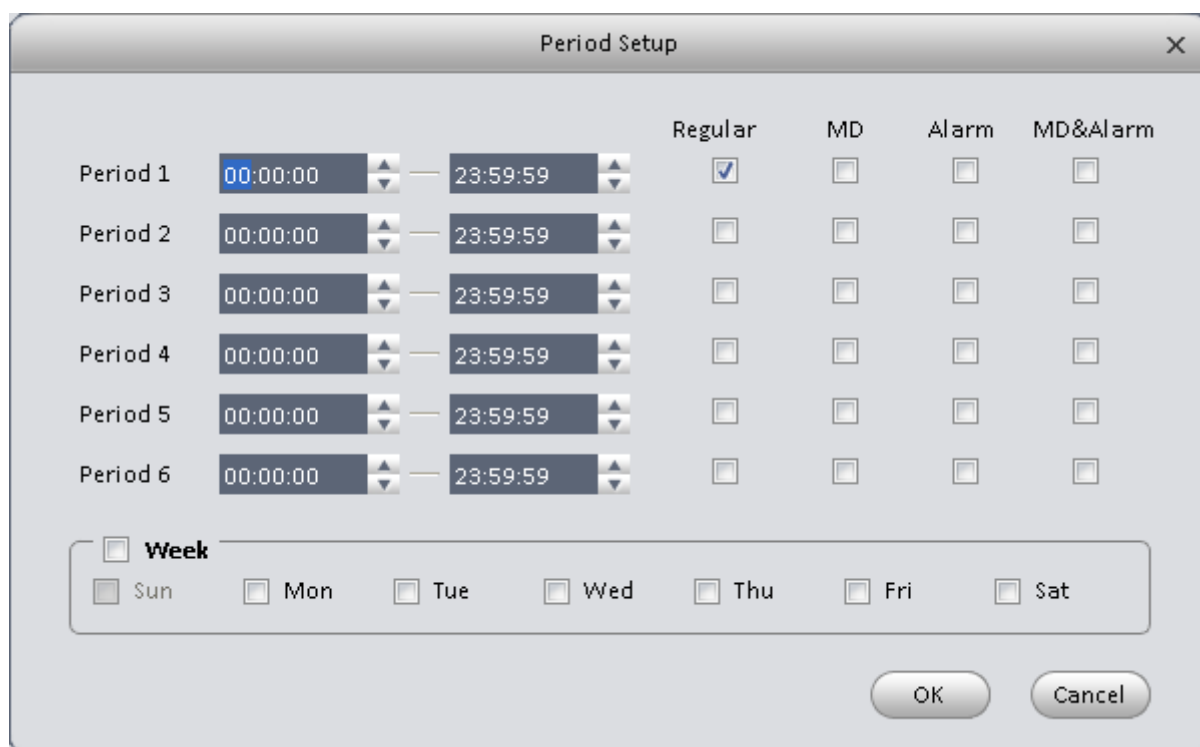 Period Setup
Regular MD Alarm MD&Alarm
Period 1 00:00:00 — 23:59:59
Period 2 00:00:00 — 23:59:59
Period 3 00:00:00 — 23:59:59
Period 4 00:00:00 — 23:59:59
Period 5 00:00:00 — 23:59:59
Period 6 00:00:00 — 23:59:59
Week
Sun Mon Tue Wed Thu Fri Sat
OK Cancel